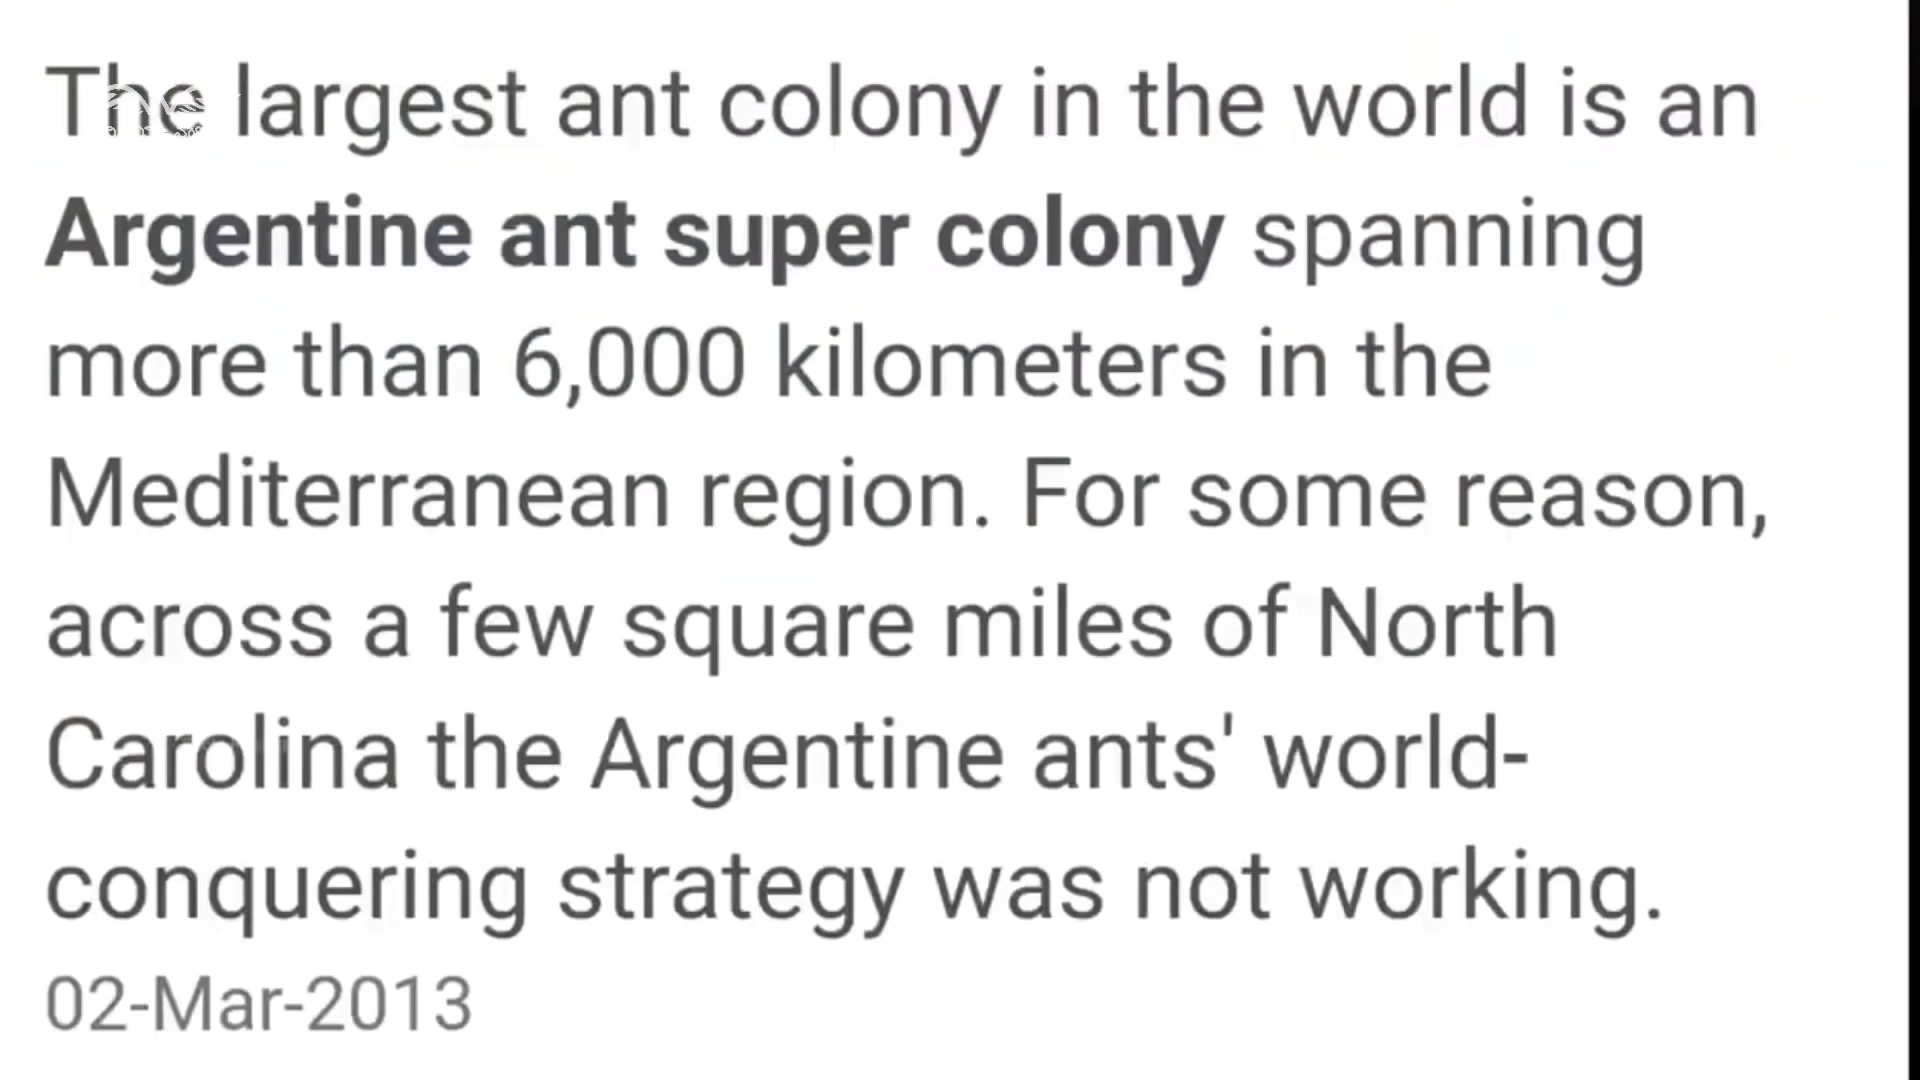 The largest ant colony in the world is an
Argentine ant super colony spanning
more than 6,000 kilometers in the
Mediterranean region. For some reason,
across a few square miles of North
Carolina the Argentine ants' world-
conquering strategy was not working.
02-Mar-2013